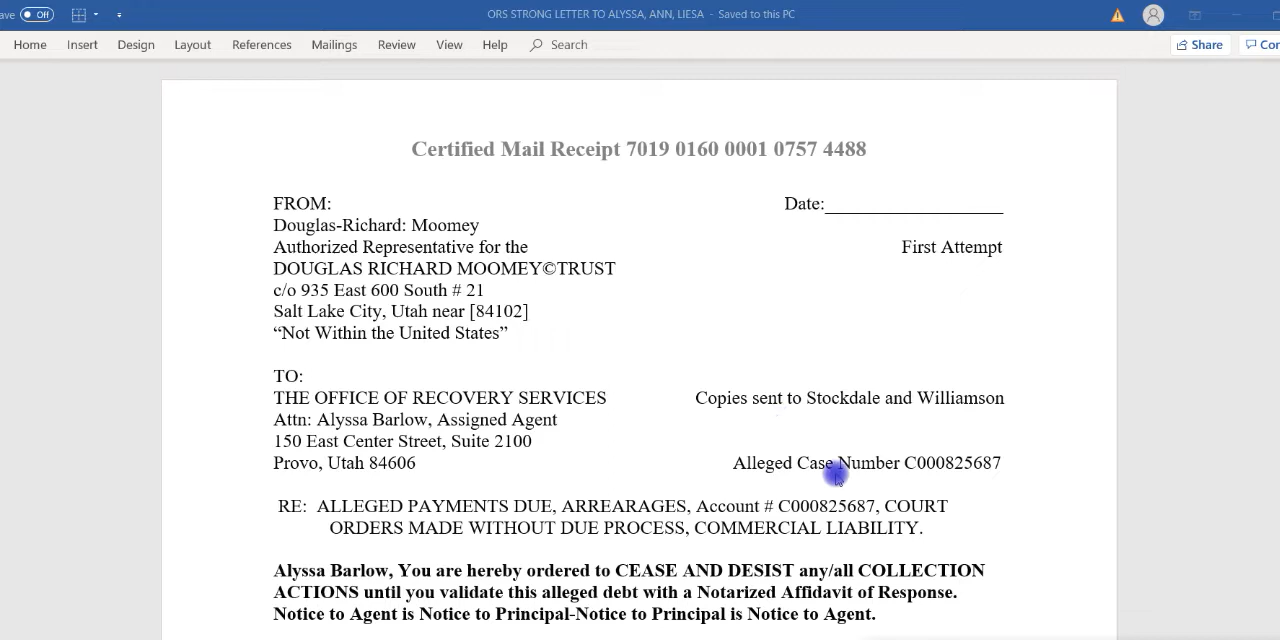 ave Off
ORS STRONG LETTER TO ALYSSA, ANN, LIESA - Saved to this PC
Home Insert Design Layout References Mailings Review View Help Search Share Con
Certified Mail Receipt 7019 0160 0001 0757 4488
FROM: Date:____________________
Douglas-Richard: Moomey
Authorized Representative for the First Attempt
DOUGLAS RICHARD MOOMEY©TRUST
c/o 935 East 600 South # 21
Salt Lake City, Utah near [84102]
“Not Within the United States”
TO:
THE OFFICE OF RECOVERY SERVICES Copies sent to Stockdale and Williamson
Attn: Alyssa Barlow, Assigned Agent
150 East Center Street, Suite 2100
Provo, Utah 84606 Alleged Case Number C000825687
RE: ALLEGED PAYMENTS DUE, ARREARAGES, Account # C000825687, COURT
ORDERS MADE WITHOUT DUE PROCESS, COMMERCIAL LIABILITY.
Alyssa Barlow, You are hereby ordered to CEASE AND DESIST any/all COLLECTION
ACTIONS until you validate this alleged debt with a Notarized Affidavit of Response.
Notice to Agent is Notice to Principal-Notice to Principal is Notice to Agent.